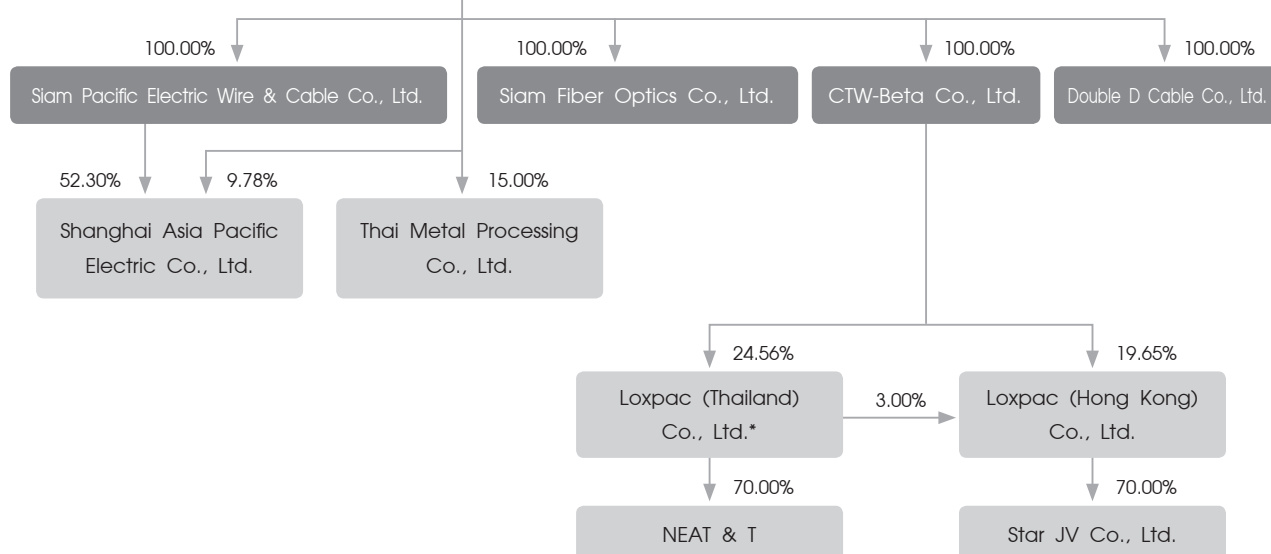 100.00%
100.00%
100.00%
100.00%
Siam Pacific Electric Wire & Cable Co., Ltd.
Siam Fiber Optics Co., Ltd.
CTW-Beta Co., Ltd.
Double D Cable Co., Ltd.
52.30%
9.78%
15.00%
Shanghai Asia Pacific
Electric Co., Ltd.
Thai Metal Processing
Co., Ltd.
24.56%
19.65%
Loxpac (Thailand)
Co., Ltd.*
3.00%
Loxpac (Hong Kong)
Co., Ltd.
70.00%
70.00%
NEAT & T
Star JV Co., Ltd.